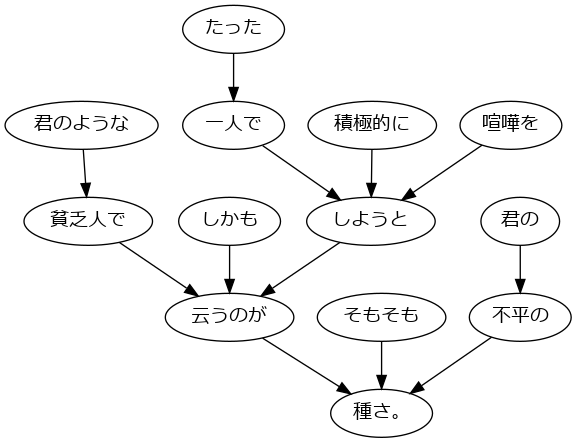 たった
君のような
一人で
積極的に
喧嘩を
貧乏人で
しかも
しようと
君の
云うのが
そもそも
不平の
種さ。